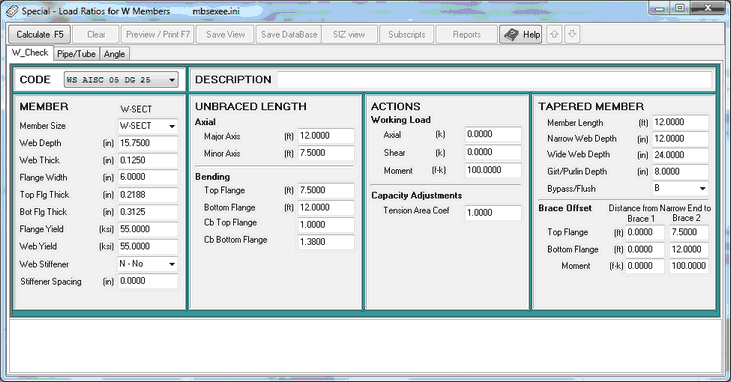 Special - Load Ratios for W Members mbsexee.ini
Calculate F5 Clear Preview / Print F7 Save View Save DataBase SIZ view Subscripts Reports Help
W_Check Pipe/Tube Angle
CODE WS AISC 05 DG 25 DESCRIPTION
MEMBER W-SECT
Member Size W-SECT
Web Depth (in) 15.7500
Web Thick (in) 0.1250
Flange Width (in) 6.0000
Top Flg Thick (in) 0.2188
Bot Flg Thick (in) 0.3125
Flange Yield (ksi) 55.0000
Web Yield (ksi) 55.0000
Web Stiffener N - No
Stiffener Spacing (in) 0.0000
UNBRACED LENGTH
Axial
Major Axis (ft) 12.0000
Minor Axis (ft) 7.5000
Bending
Top Flange (ft) 7.5000
Bottom Flange (ft) 12.0000
Cb Top Flange 1.0000
Cb Bottom Flange 1.3800
ACTIONS
Working Load
Axial (k) 0.0000
Shear (k) 0.0000
Moment (f-k) 100.0000
Capacity Adjustments
Tension Area Coef 1.0000
TAPERED MEMBER
Member Length (ft) 12.0000
Narrow Web Depth (in) 12.0000
Wide Web Depth (in) 24.0000
Girt/Purlin Depth (in) 8.0000
Bypass/Flush B
Brace Offset Distance from Narrow End to
Brace 1 Brace 2
Top Flange (ft) 0.0000 7.5000
Bottom Flange (ft) 0.0000 12.0000
Moment (f-k) 0.0000 100.0000